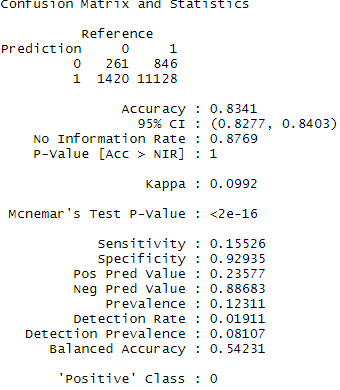 Confusion Matrix and Statistics
Reference
Prediction 0 1
0 261 846
1 1420 11128
Accuracy : 0.8341
95% CI : (0.8277, 0.8403)
No Information Rate : 0.8769
P-Value [Acc > NIR] : 1
Kappa : 0.0992
Mcnemar's Test P-Value : <2e-16
Sensitivity : 0.15526
Specificity : 0.92935
Pos Pred Value : 0.23577
Neg Pred Value : 0.88683
Prevalence : 0.12311
Detection Rate : 0.01911
Detection Prevalence : 0.08107
Balanced Accuracy : 0.54231
'Positive' Class : 0